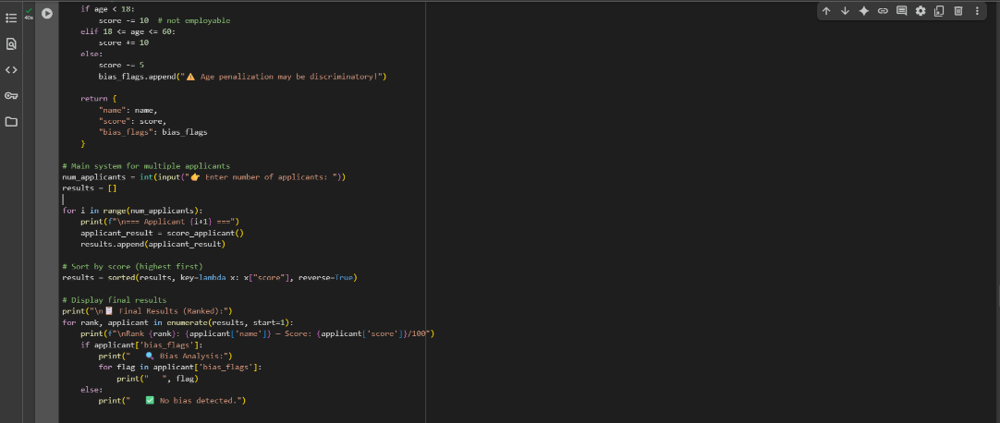 if age < 18:
score -= 10  # not employable
elif 18 <= age <= 60:
score += 10
else:
score -= 5
bias_flags.append("⚠️ Age penalization may be discriminatory!")
return {
"name": name,
"score": score,
"bias_flags": bias_flags
}
# Main system for multiple applicants
num_applicants = int(input("👉 Enter number of applicants: "))
results = []
for i in range(num_applicants):
print(f"\n=== Applicant {i+1} ===")
applicant_result = score_applicant()
results.append(applicant_result)
# Sort by score (highest first)
results = sorted(results, key=lambda x: x["score"], reverse=True)
# Display final results
print("\n📋 Final Results (Ranked):")
for rank, applicant in enumerate(results, start=1):
print(f"\nRank {rank}: {applicant['name']} — Score: {applicant['score']}/100")
if applicant['bias_flags']:
print("   🔍 Bias Analysis:")
for flag in applicant['bias_flags']:
print("   ", flag)
else:
print("   ✅ No bias detected.")
40s